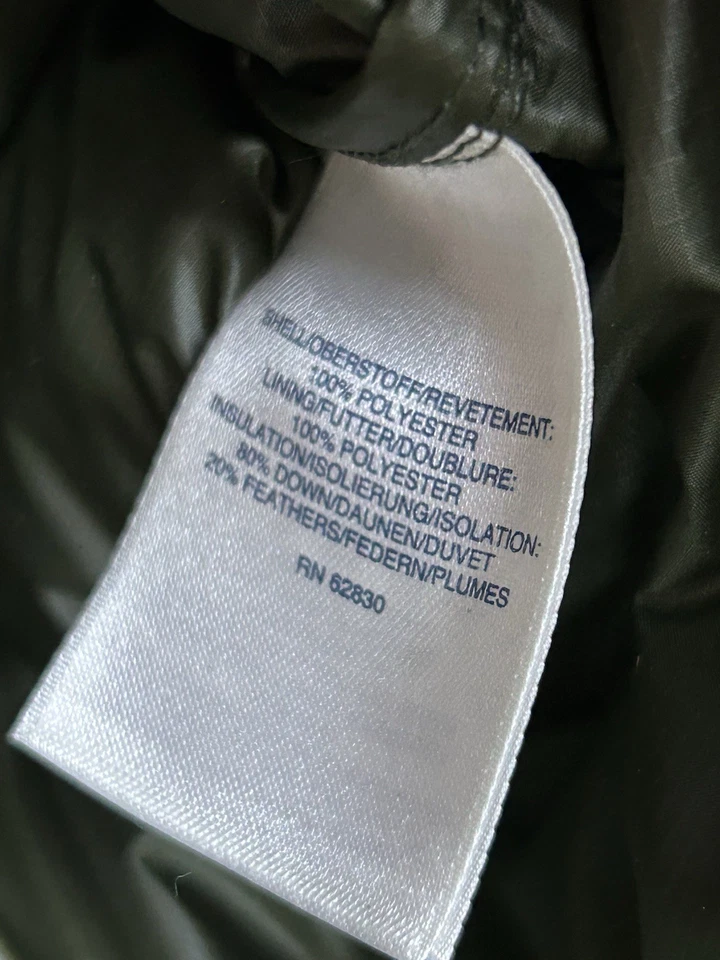 SHELL/OBERSTOFF/REVETEMENT:
100% POLYESTER
LINING/FUTTER/DOUBLURE:
100% POLYESTER
INSULATION/ISOLIERUNG/ISOLATION:
80% DOWN/DAUNEN/DUVET
20% FEATHERS/FEDERN/PLUMES
RN 62830